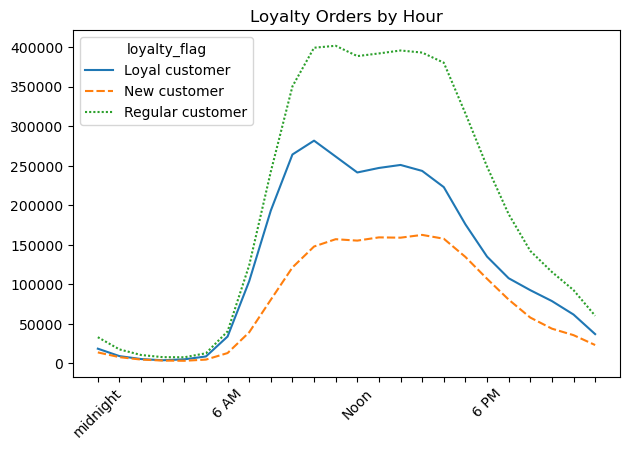 Loyalty Orders by Hour
loyalty_flag
Loyal customer
New customer
Regular customer
400000
350000
300000
250000
200000
150000
100000
50000
0
midnight
6 AM
Noon
6 PM